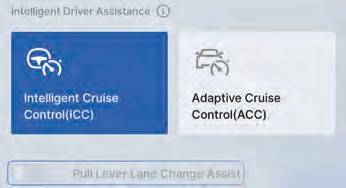 Intelligent Driver Assistance
Intelligent Cruise
Control(ICC)
Adaptive Cruise
Control(ACC)
Pull Lever Lane Change Assist